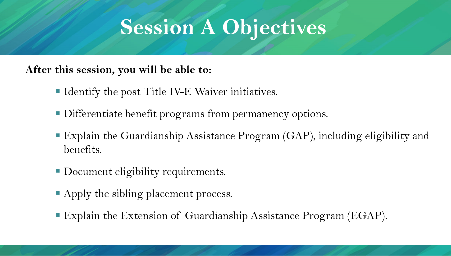 Session A Objectives
After this session, you will be able to:
▪ Identify the post Title IV-E Waiver initiatives.
▪ Differentiate benefit programs from permanency options.
▪ Explain the Guardianship Assistance Program (GAP), including eligibility and
benefits.
▪ Document eligibility requirements.
▪ Apply the sibling placement process.
▪ Explain the Extension of Guardianship Assistance Program (EGAP).